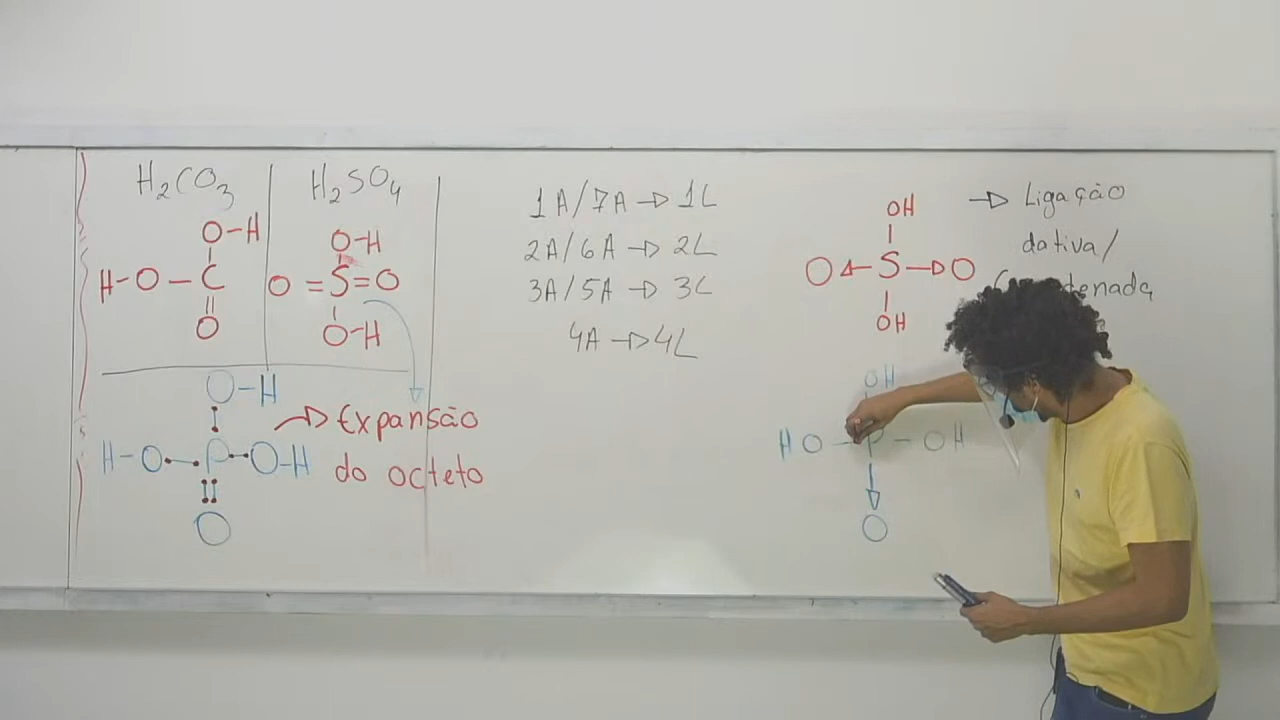 H₂CO₃
O-H
H-O-C
O
H₂SO₄
O-H
O=S=O
O-H
O-H
H-O-P-O-H
O
Expansão
do octeto
1A/7A → 1L
2A/6A → 2L
3A/5A → 3L
4A → 4L
OH
O ← S → O
OH
→ Ligação
dativa/
OH
HO-P-OH
O